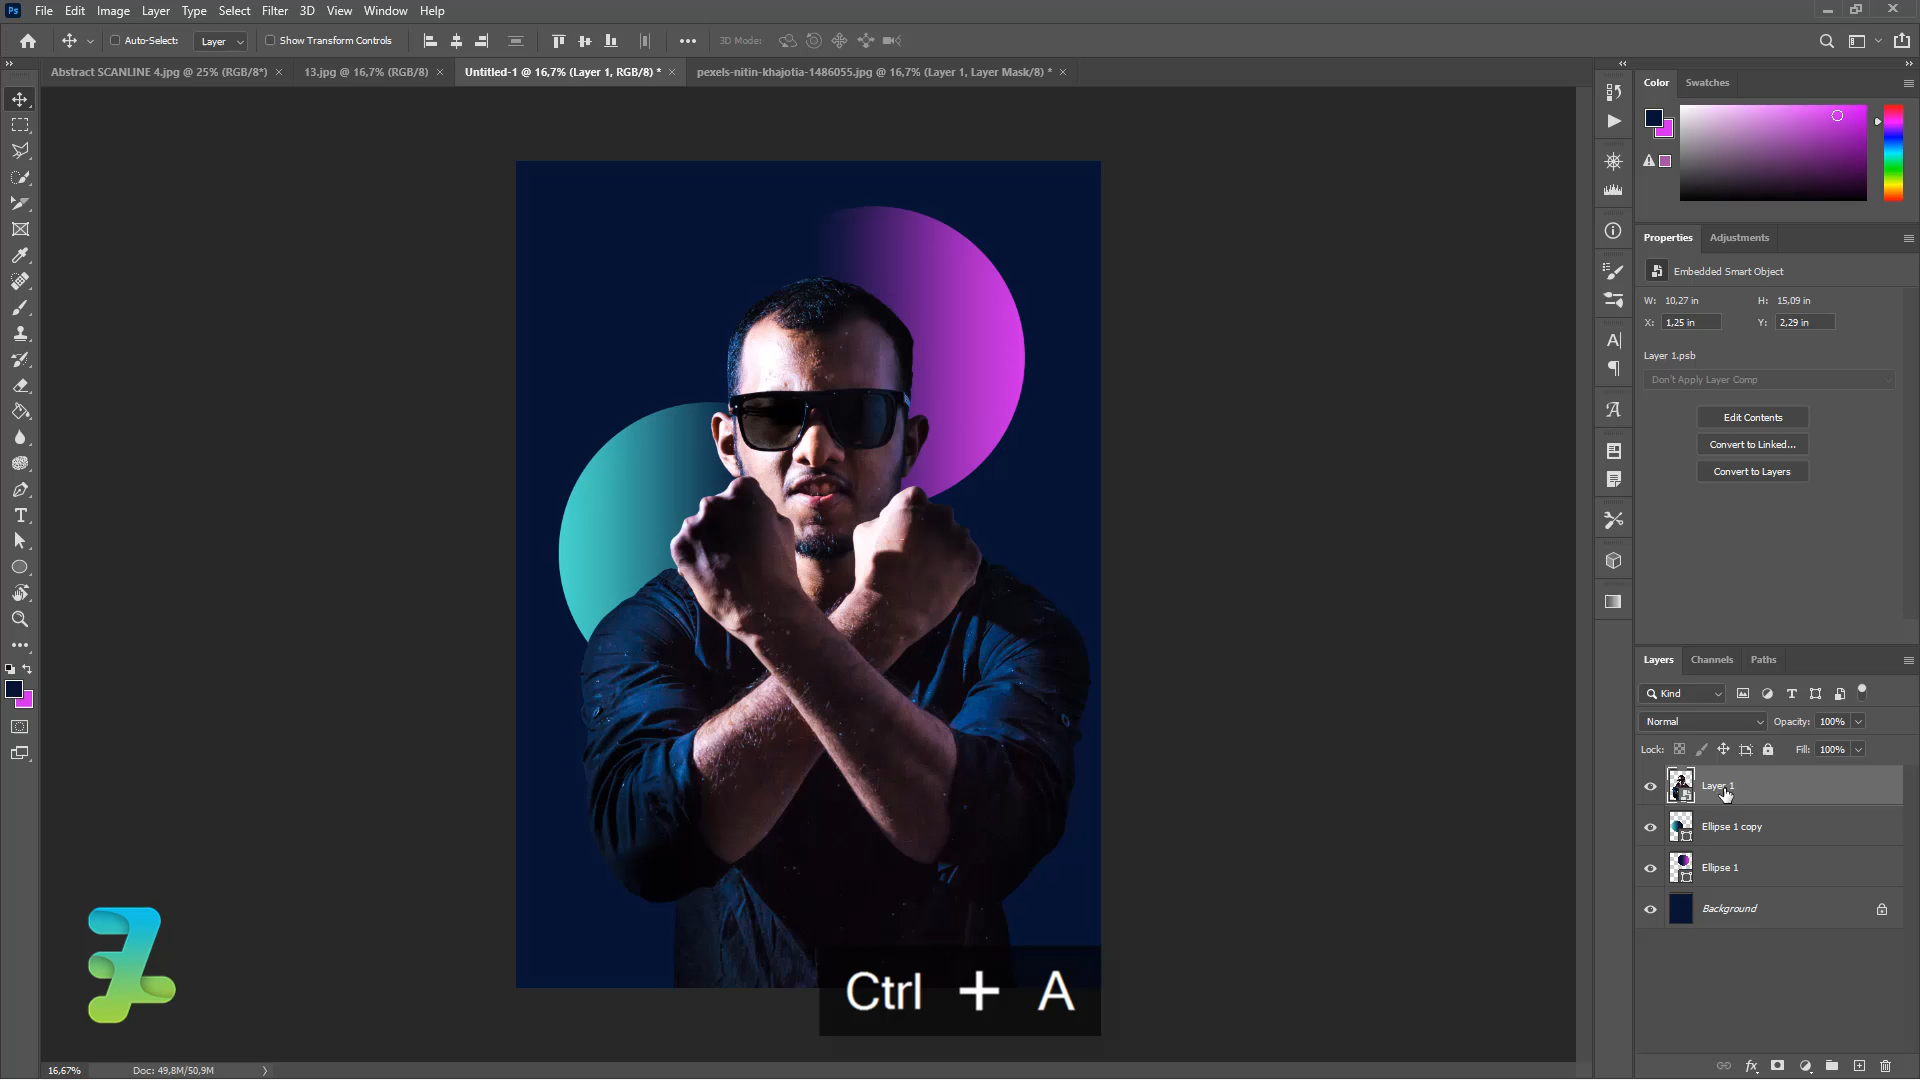 Ps File Edit Image Layer Type Select Filter 3D View Window Help
Auto-Select: Layer Show Transform Controls 3D Mode:
Abstract SCANLINE 4.jpg @ 25% (RGB/8*) × 13.jpg @ 16,7% (RGB/8) × Untitled-1 @ 16,7% (Layer 1, RGB/8) * × pexels-nitin-khajotia-1486055.jpg @ 16,7% (Layer 1, Layer Mask/8) * ×
Color Swatches
Properties Adjustments
Embedded Smart Object
W: 10,27 in H: 15,09 in
X: 1,25 in Y: 2,29 in
Layer 1.psb
Don't Apply Layer Comp
Edit Contents
Convert to Linked...
Convert to Layers
Layers Channels Paths
Kind
Normal Opacity: 100%
Lock: Fill: 100%
Layer 1
Ellipse 1 copy
Ellipse 1
Background
Ctrl + A
16,67% Doc: 49,8M/50,9M